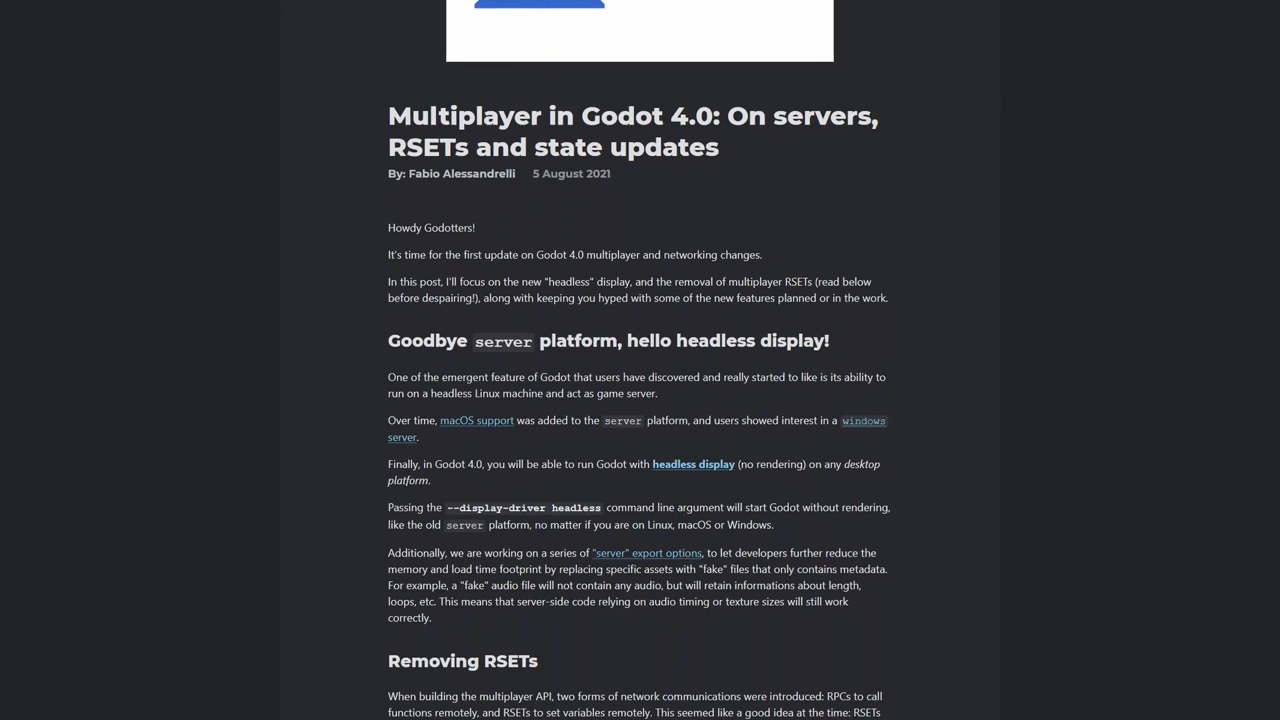 Multiplayer in Godot 4.0: On servers,
RSETs and state updates
By: Fabio Alessandrelli 5 August 2021
Howdy Godotters!
It's time for the first update on Godot 4.0 multiplayer and networking changes.
In this post, I'll focus on the new "headless" display, and the removal of multiplayer RSETs (read below
before despairing!), along with keeping you hyped with some of the new features planned or in the work.
Goodbye server platform, hello headless display!
One of the emergent feature of Godot that users have discovered and really started to like is its ability to
run on a headless Linux machine and act as game server.
Over time, macOS support was added to the server platform, and users showed interest in a windows
server.
Finally, in Godot 4.0, you will be able to run Godot with headless display (no rendering) on any desktop
platform.
Passing the --display-driver headless command line argument will start Godot without rendering,
like the old server platform, no matter if you are on Linux, macOS or Windows.
Additionally, we are working on a series of "server" export options, to let developers further reduce the
memory and load time footprint by replacing specific assets with "fake" files that only contains metadata.
For example, a "fake" audio file will not contain any audio, but will retain informations about length,
loops, etc. This means that server-side code relying on audio timing or texture sizes will still work
correctly.
Removing RSETs
When building the multiplayer API, two forms of network communications were introduced: RPCs to call
functions remotely, and RSETs to set variables remotely. This seemed like a good idea at the time: RSETs